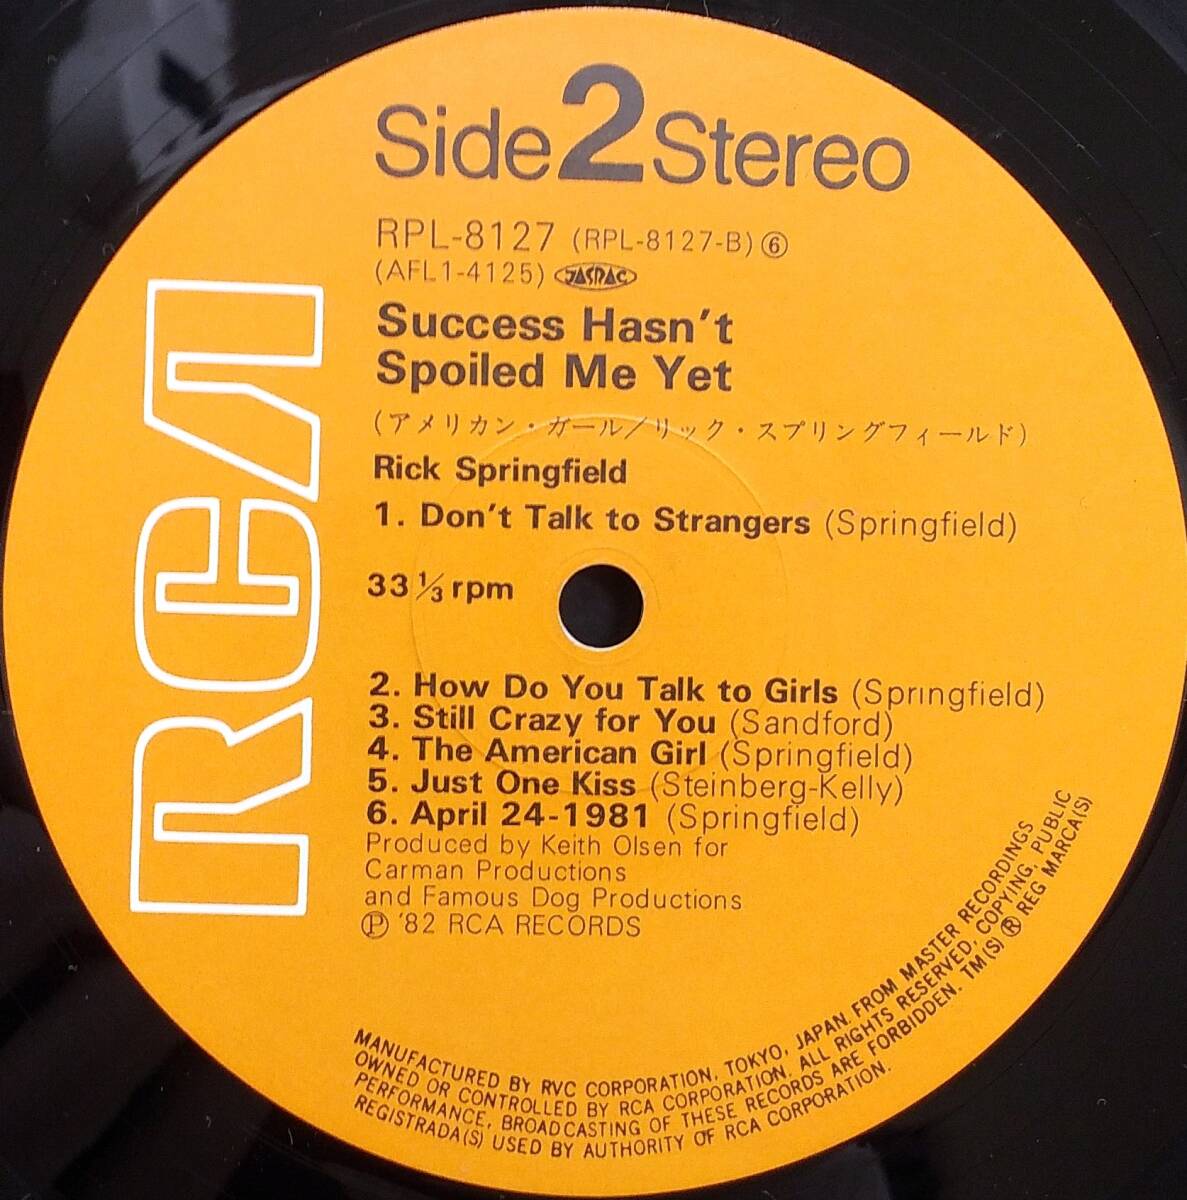 Side 2 Stereo
RPL-8127 (RPL-8127-B) ⑥
(AFL1-4125) JASRAC
Success Hasn't
Spoiled Me Yet
(アメリカン・ガール/リック・スプリングフィールド)
Rick Springfield
1. Don't Talk to Strangers (Springfield)
33 1/3 rpm
2. How Do You Talk to Girls (Springfield)
3. Still Crazy for You (Sandford)
4. The American Girl (Springfield)
5. Just One Kiss (Steinberg-Kelly)
6. April 24-1981 (Springfield)
Produced by Keith Olsen for
Carman Productions
and Famous Dog Productions
Ⓟ '82 RCA RECORDS
RCA
MANUFACTURED BY RVC CORPORATION, TOKYO, JAPAN. FROM MASTER RECORDINGS
OWNED OR CONTROLLED BY RCA CORPORATION. ALL RIGHTS RESERVED, COPYING, PUBLIC
PERFORMANCE, BROADCASTING OF THESE RECORDS ARE FORBIDDEN. TM(S) ® REG MARCA(S)
REGISTRADA(S) USED BY AUTHORITY OF RCA CORPORATION.